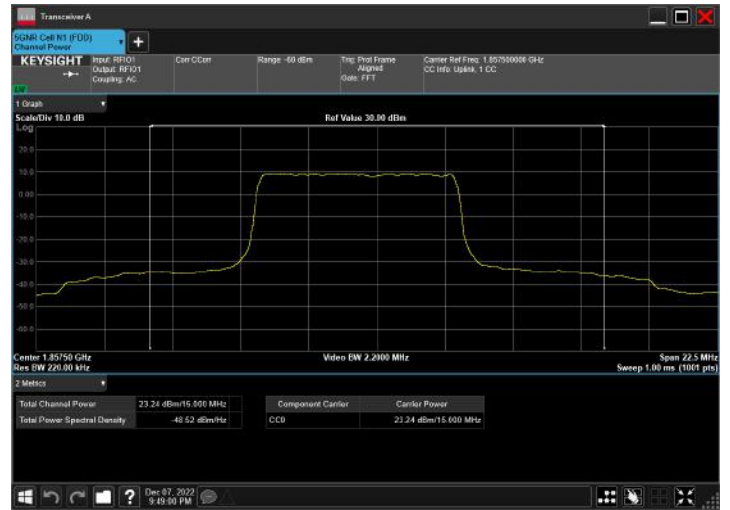 Transceiver A
5GNR Cell N1 (FDD)
Channel Power
KEYSIGHT
Input: RFIO1
Output: RFIO1
Coupling: AC
Corr CCorr
Range: -60 dBm
Trig: Prot Frame
Aligned
Gate: FFT
Carrier Ref Freq: 1.857500000 GHz
CC Info: Uplink, 1 CC
1 Graph
Scale/Div 10.0 dB
Ref Value 30.00 dBm
Log
20.0
10.0
0.00
-10.0
-20.0
-30.0
-40.0
-50.0
-60.0
Center 1.85750 GHz
Video BW 2.2000 MHz
Span 22.5 MHz
Res BW 220.00 kHz
Sweep 1.00 ms (1001 pts)
2 Metrics
Total Channel Power 23.24 dBm/15.000 MHz
Total Power Spectral Density -48.52 dBm/Hz
Component Carrier Carrier Power
CC0 23.24 dBm/15.000 MHz
?
Dec 07, 2022
9:49:00 PM